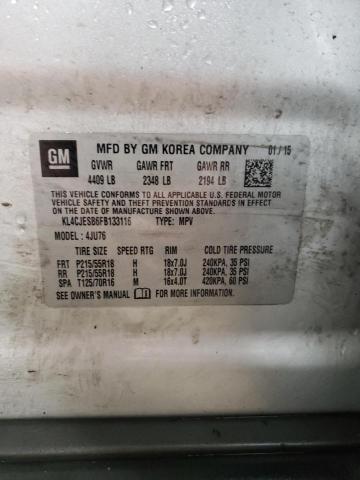 GM
MFD BY GM KOREA COMPANY 01/15
GVWR GAWR FRT GAWR RR
4409 LB 2348 LB 2194 LB
THIS VEHICLE CONFORMS TO ALL APPLICABLE U.S. FEDERAL MOTOR
VEHICLE SAFETY AND THEFT PREVENTION STANDARDS IN EFFECT
ON THE DATE OF MANUFACTURE SHOWN ABOVE.
KL4CJESB6FB133116 TYPE: MPV
MODEL: 4JU76
TIRE SIZE SPEED RTG RIM COLD TIRE PRESSURE
FRT P215/55R18 H 18x7.0J 240KPA, 35 PSI
RR P215/55R18 H 18x7.0J 240KPA, 35 PSI
SPA T125/70R16 M 16x4.0T 420KPA, 60 PSI
SEE OWNER'S MANUAL FOR MORE INFORMATION.